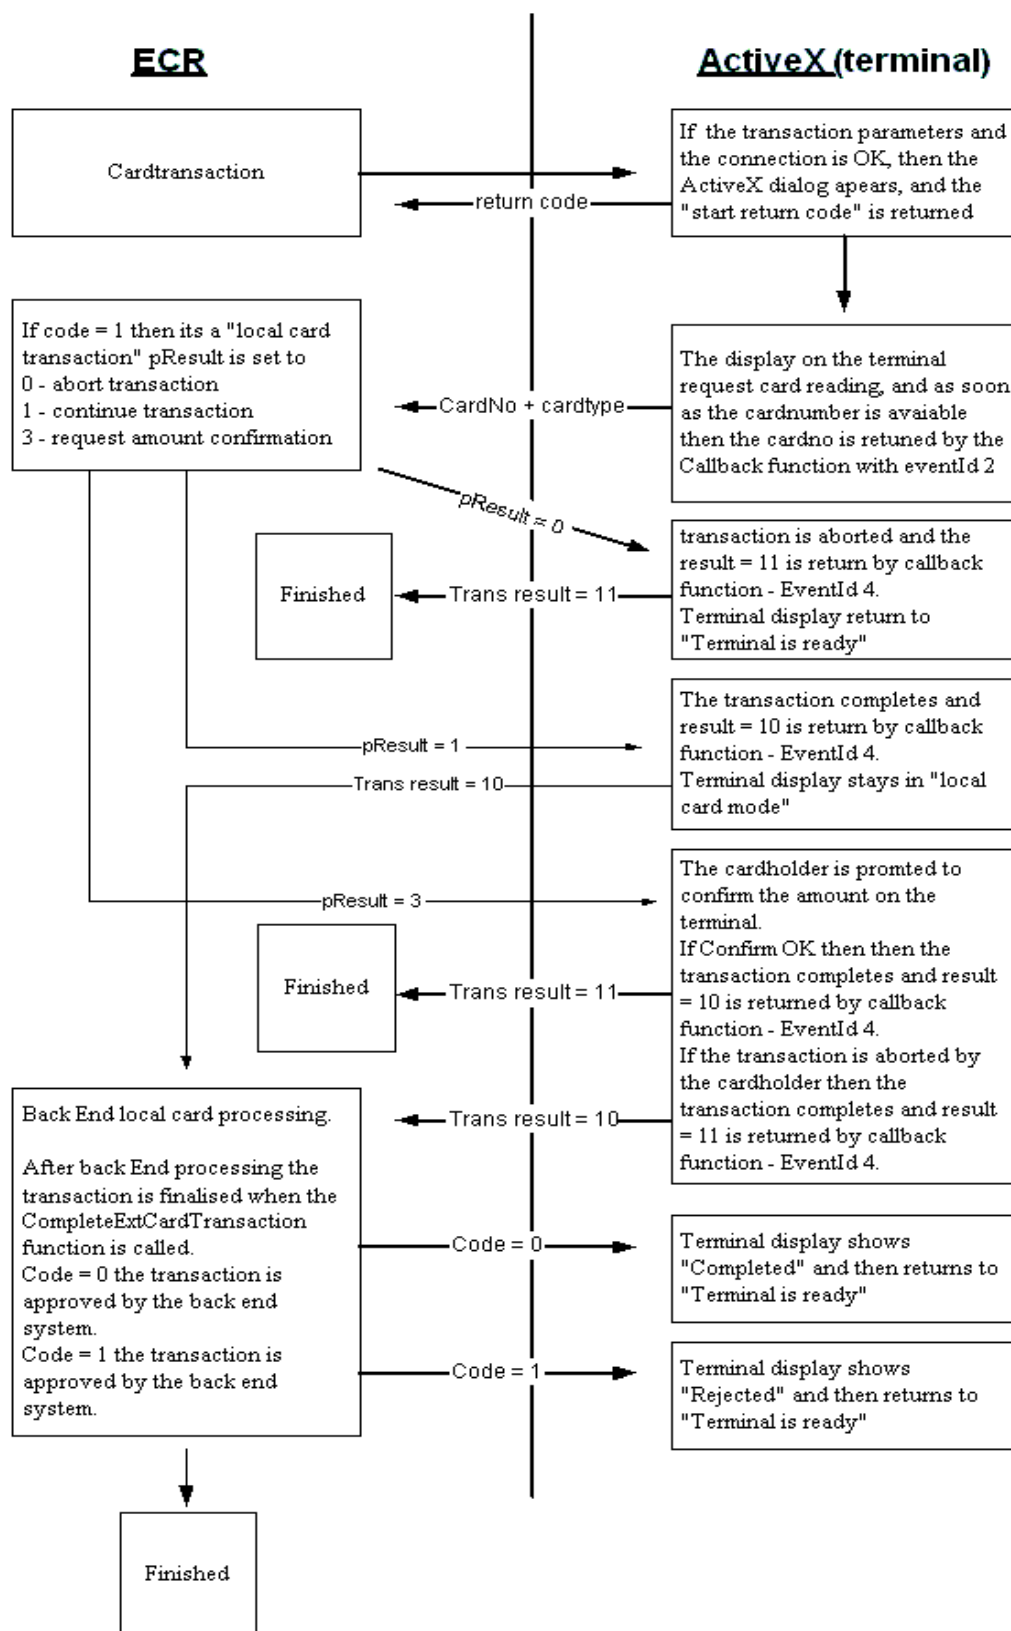 ECR
ActiveX (terminal)
Cardtransaction
If the transaction parameters and
the connection is OK, then the
ActiveX dialog apears, and the
"start return code" is returned
return code
If code = 1 then its a "local card
transaction" pResult is set to
0 - abort transaction
1 - continue transaction
3 - request amount confirmation
The display on the terminal
request card reading, and as soon
as the cardnumber is avaiable
then the cardno is retuned by the
Callback function with eventId 2
CardNo + cardtype
pResult = 0
transaction is aborted and the
result = 11 is return by callback
function - EventId 4.
Terminal display return to
"Terminal is ready"
Finished
Trans result = 11
The transaction completes and
result = 10 is return by callback
function - EventId 4.
Terminal display stays in "local
card mode"
pResult = 1
Trans result = 10
The cardholder is promted to
confirm the amount on the
terminal.
If Confirm OK then then the
transaction completes and result
= 10 is returned by callback
function - EventId 4.
If the transaction is aborted by
the cardholder then the
transaction completes and result
= 11 is returned by callback
function - EventId 4.
pResult = 3
Finished
Trans result = 11
Trans result = 10
Back End local card processing.
After back End processing the
transaction is finalised when the
CompleteExtCardTransaction
function is called.
Code = 0 the transaction is
approved by the back end
system.
Code = 1 the transaction is
approved by the back end
system.
Code = 0
Terminal display shows
"Completed" and then returns to
"Terminal is ready"
Code = 1
Terminal display shows
"Rejected" and then returns to
"Terminal is ready"
Finished